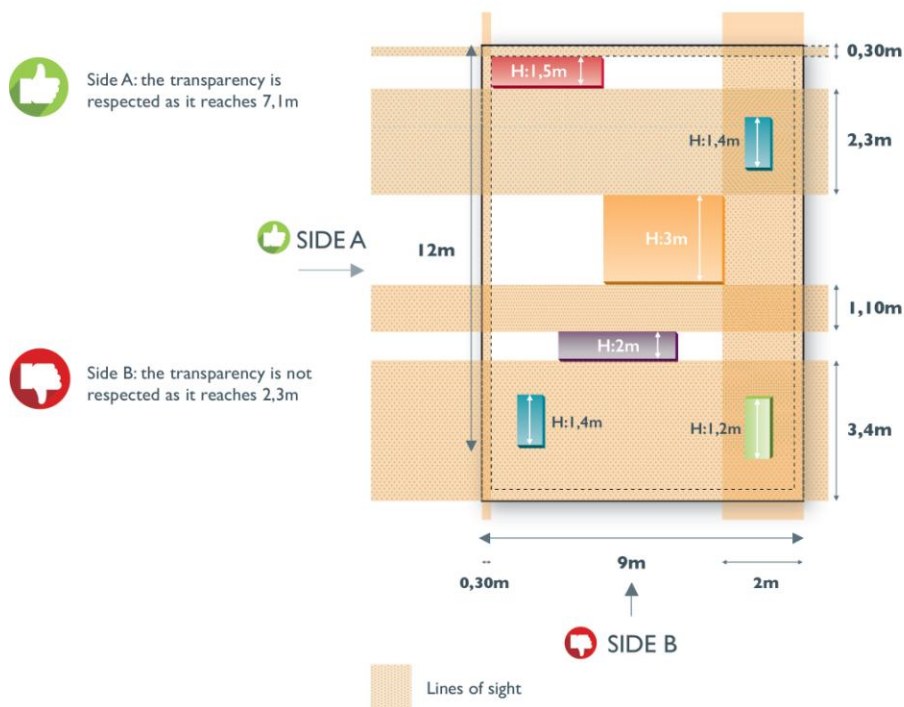 0,30m
H:1,5m
Side A: the transparency is
respected as it reaches 7,1m
H:1,4m
2,3m
SIDE A
12m
H:3m
1,10m
H:2m
Side B: the transparency is not
respected as it reaches 2,3m
H:1,4m
H:1,2m
3,4m
0,30m
9m
2m
SIDE B
Lines of sight